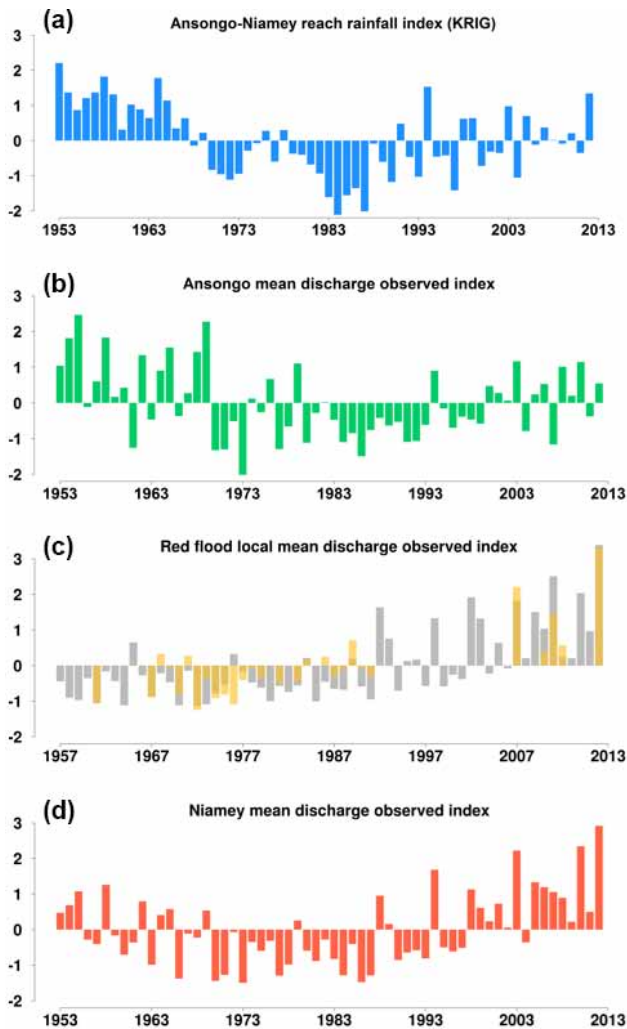 (a)
Ansongo-Niamey reach rainfall index (KRIG)
3
2
1
0
-1
-2
1953 1963 1973 1983 1993 2003 2013
(b)
Ansongo mean discharge observed index
3
2
1
0
-1
-2
1953 1963 1973 1983 1993 2003 2013
(c)
Red flood local mean discharge observed index
3
2
1
0
-1
-2
1957 1967 1977 1987 1997 2007 2013
(d)
Niamey mean discharge observed index
3
2
1
0
-1
-2
1953 1963 1973 1983 1993 2003 2013